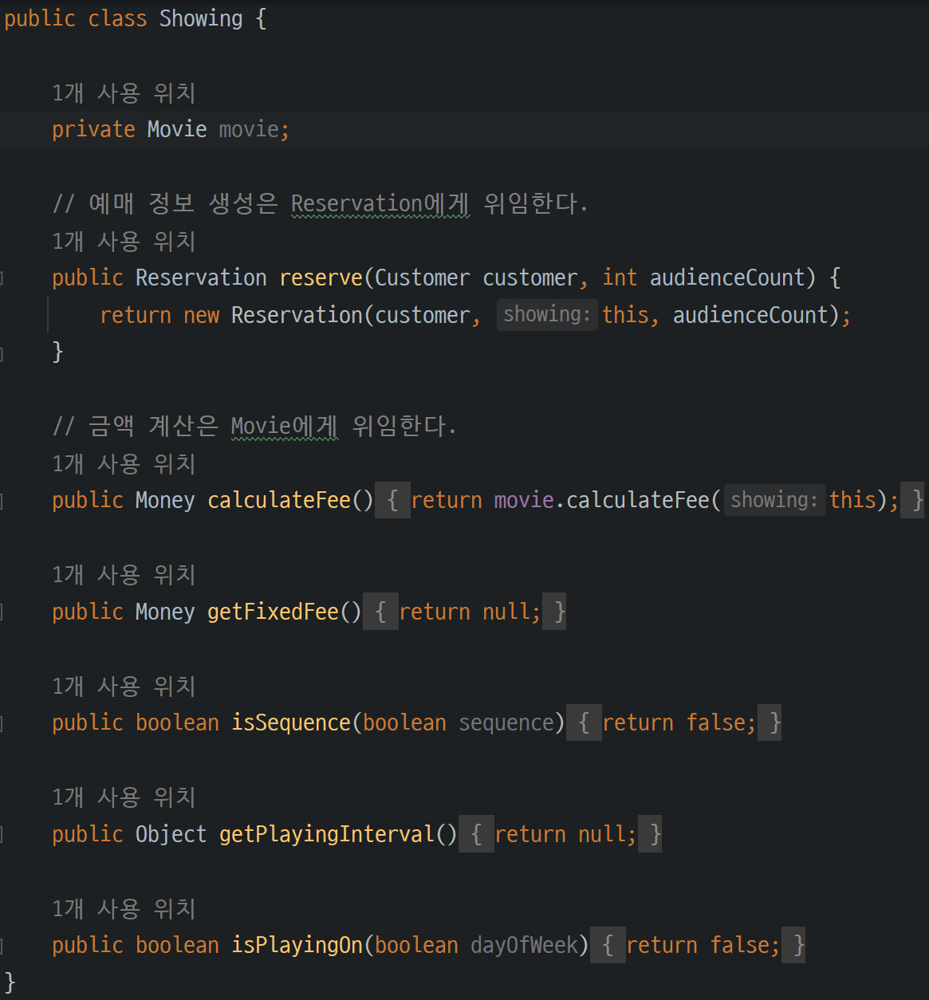 public class Showing {
1개 사용 위치
private Movie movie;
// 예매 정보 생성은 Reservation에게 위임한다.
1개 사용 위치
public Reservation reserve(Customer customer, int audienceCount) {
return new Reservation(customer, showing: this, audienceCount);
}
// 금액 계산은 Movie에게 위임한다.
1개 사용 위치
public Money calculateFee() { return movie.calculateFee( showing: this); }
1개 사용 위치
public Money getFixedFee() { return null; }
1개 사용 위치
public boolean isSequence(boolean sequence) { return false; }
1개 사용 위치
public Object getPlayingInterval() { return null; }
1개 사용 위치
public boolean isPlayingOn(boolean dayOfWeek) { return false; }
}